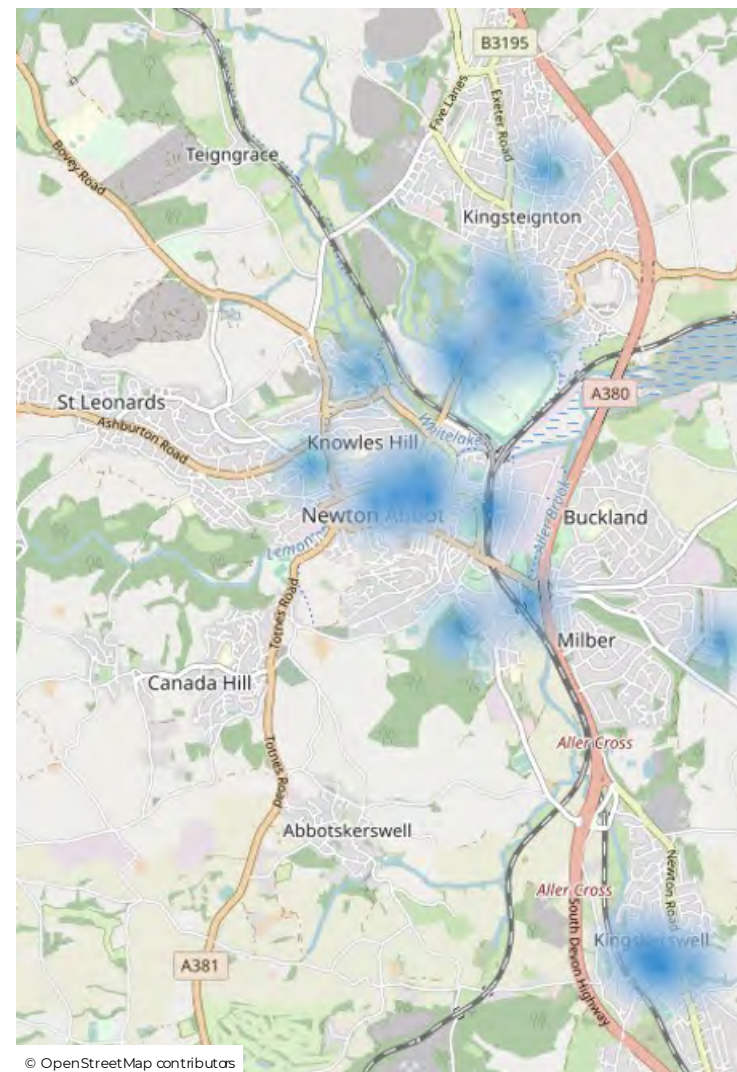 B3195
Five Lanes
Exeter Road
Teigngrace
Bovey Road
Kingsteignton
A380
St Leonards
Ashburton Road
Whitelake
Knowles Hill
Newton Abbot
Aller Brook
Buckland
Lemon
Totnes Road
Milber
Canada Hill
Aller Cross
Totnes Road
Abbotskerswell
Newton Road
Aller Cross
South Devon Highway
Kingskerswell
A381
© OpenStreetMap contributors